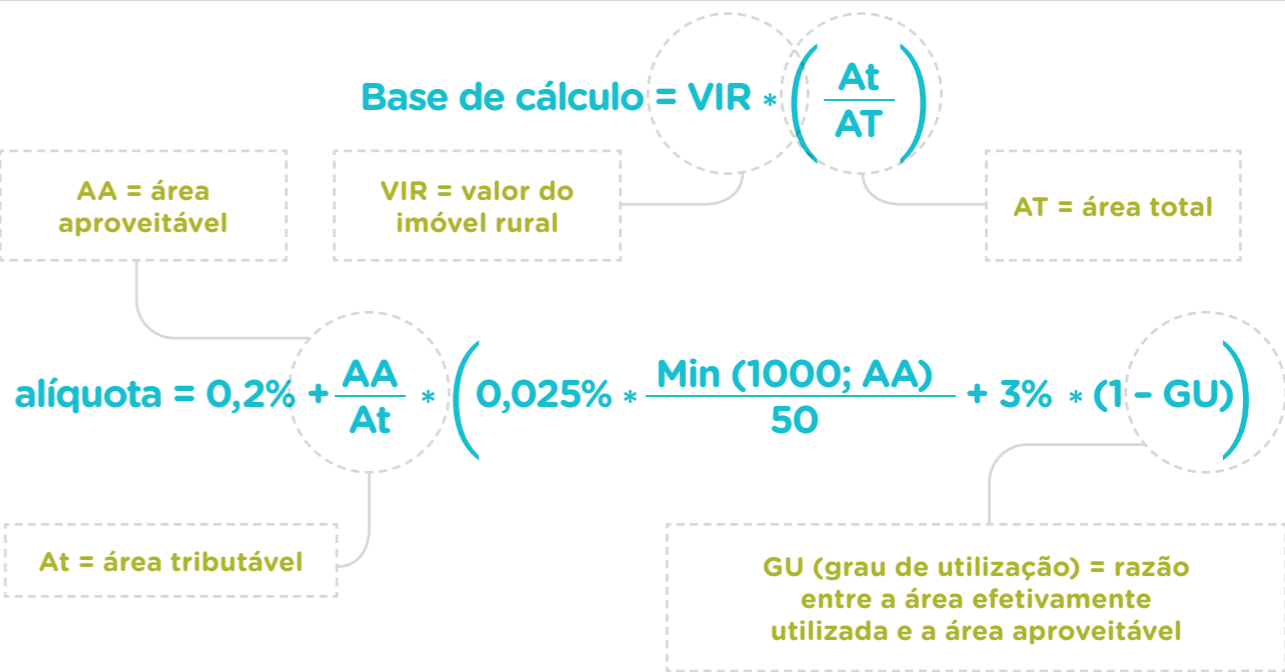 Base de cálculo = VIR * ( At / AT )
AA = área
aproveitável
VIR = valor do
imóvel rural
AT = área total
alíquota = 0,2% + AA / At * ( 0,025% * Min (1000; AA) / 50 + 3% * (1 - GU) )
At = área tributável
GU (grau de utilização) = razão
entre a área efetivamente
utilizada e a área aproveitável